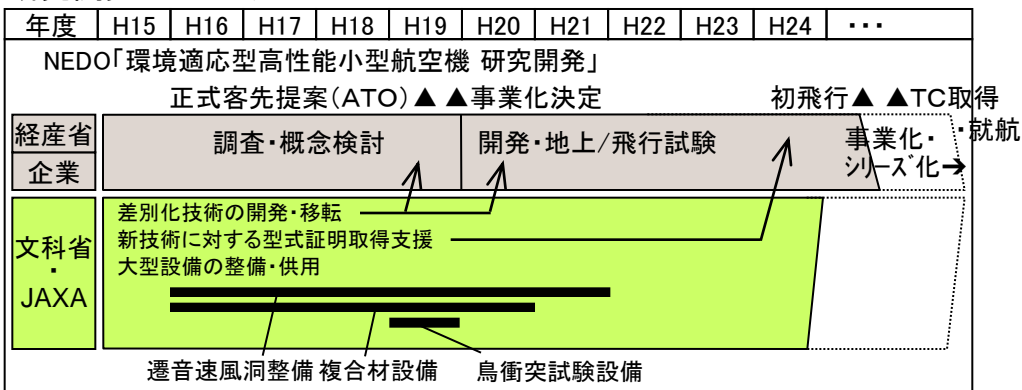 年度 H15 H16 H17 H18 H19 H20 H21 H22 H23 H24 ・・・
NEDO「環境適応型高性能小型航空機 研究開発」
正式客先提案(ATO)▲ ▲事業化決定 初飛行▲ ▲TC取得・就航
経産省
企業
調査・概念検討
開発・地上/飛行試験
事業化・
シリーズ化→
文科省
・
JAXA
差別化技術の開発・移転
新技術に対する型式証明取得支援
大型設備の整備・供用
遷音速風洞整備 複合材設備 鳥衝突試験設備